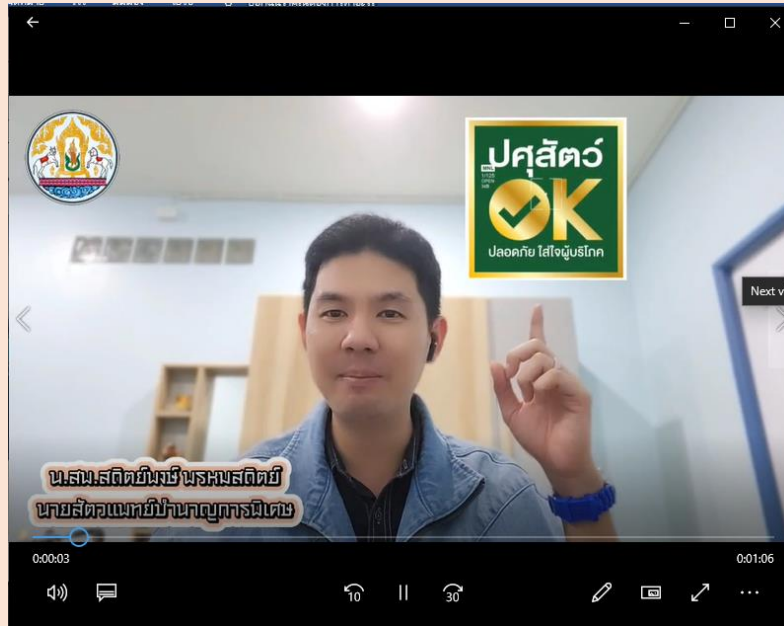 Next v
ปศุสัตว์
OK
ปลอดภัย ใส่ใจผู้บริโภค
น.สพ.สถิตย์พงษ์ พรหมสถิตย์
นายสัตวแพทย์ชำนาญการพิเศษ
0:00:03
0:01:06
10
30